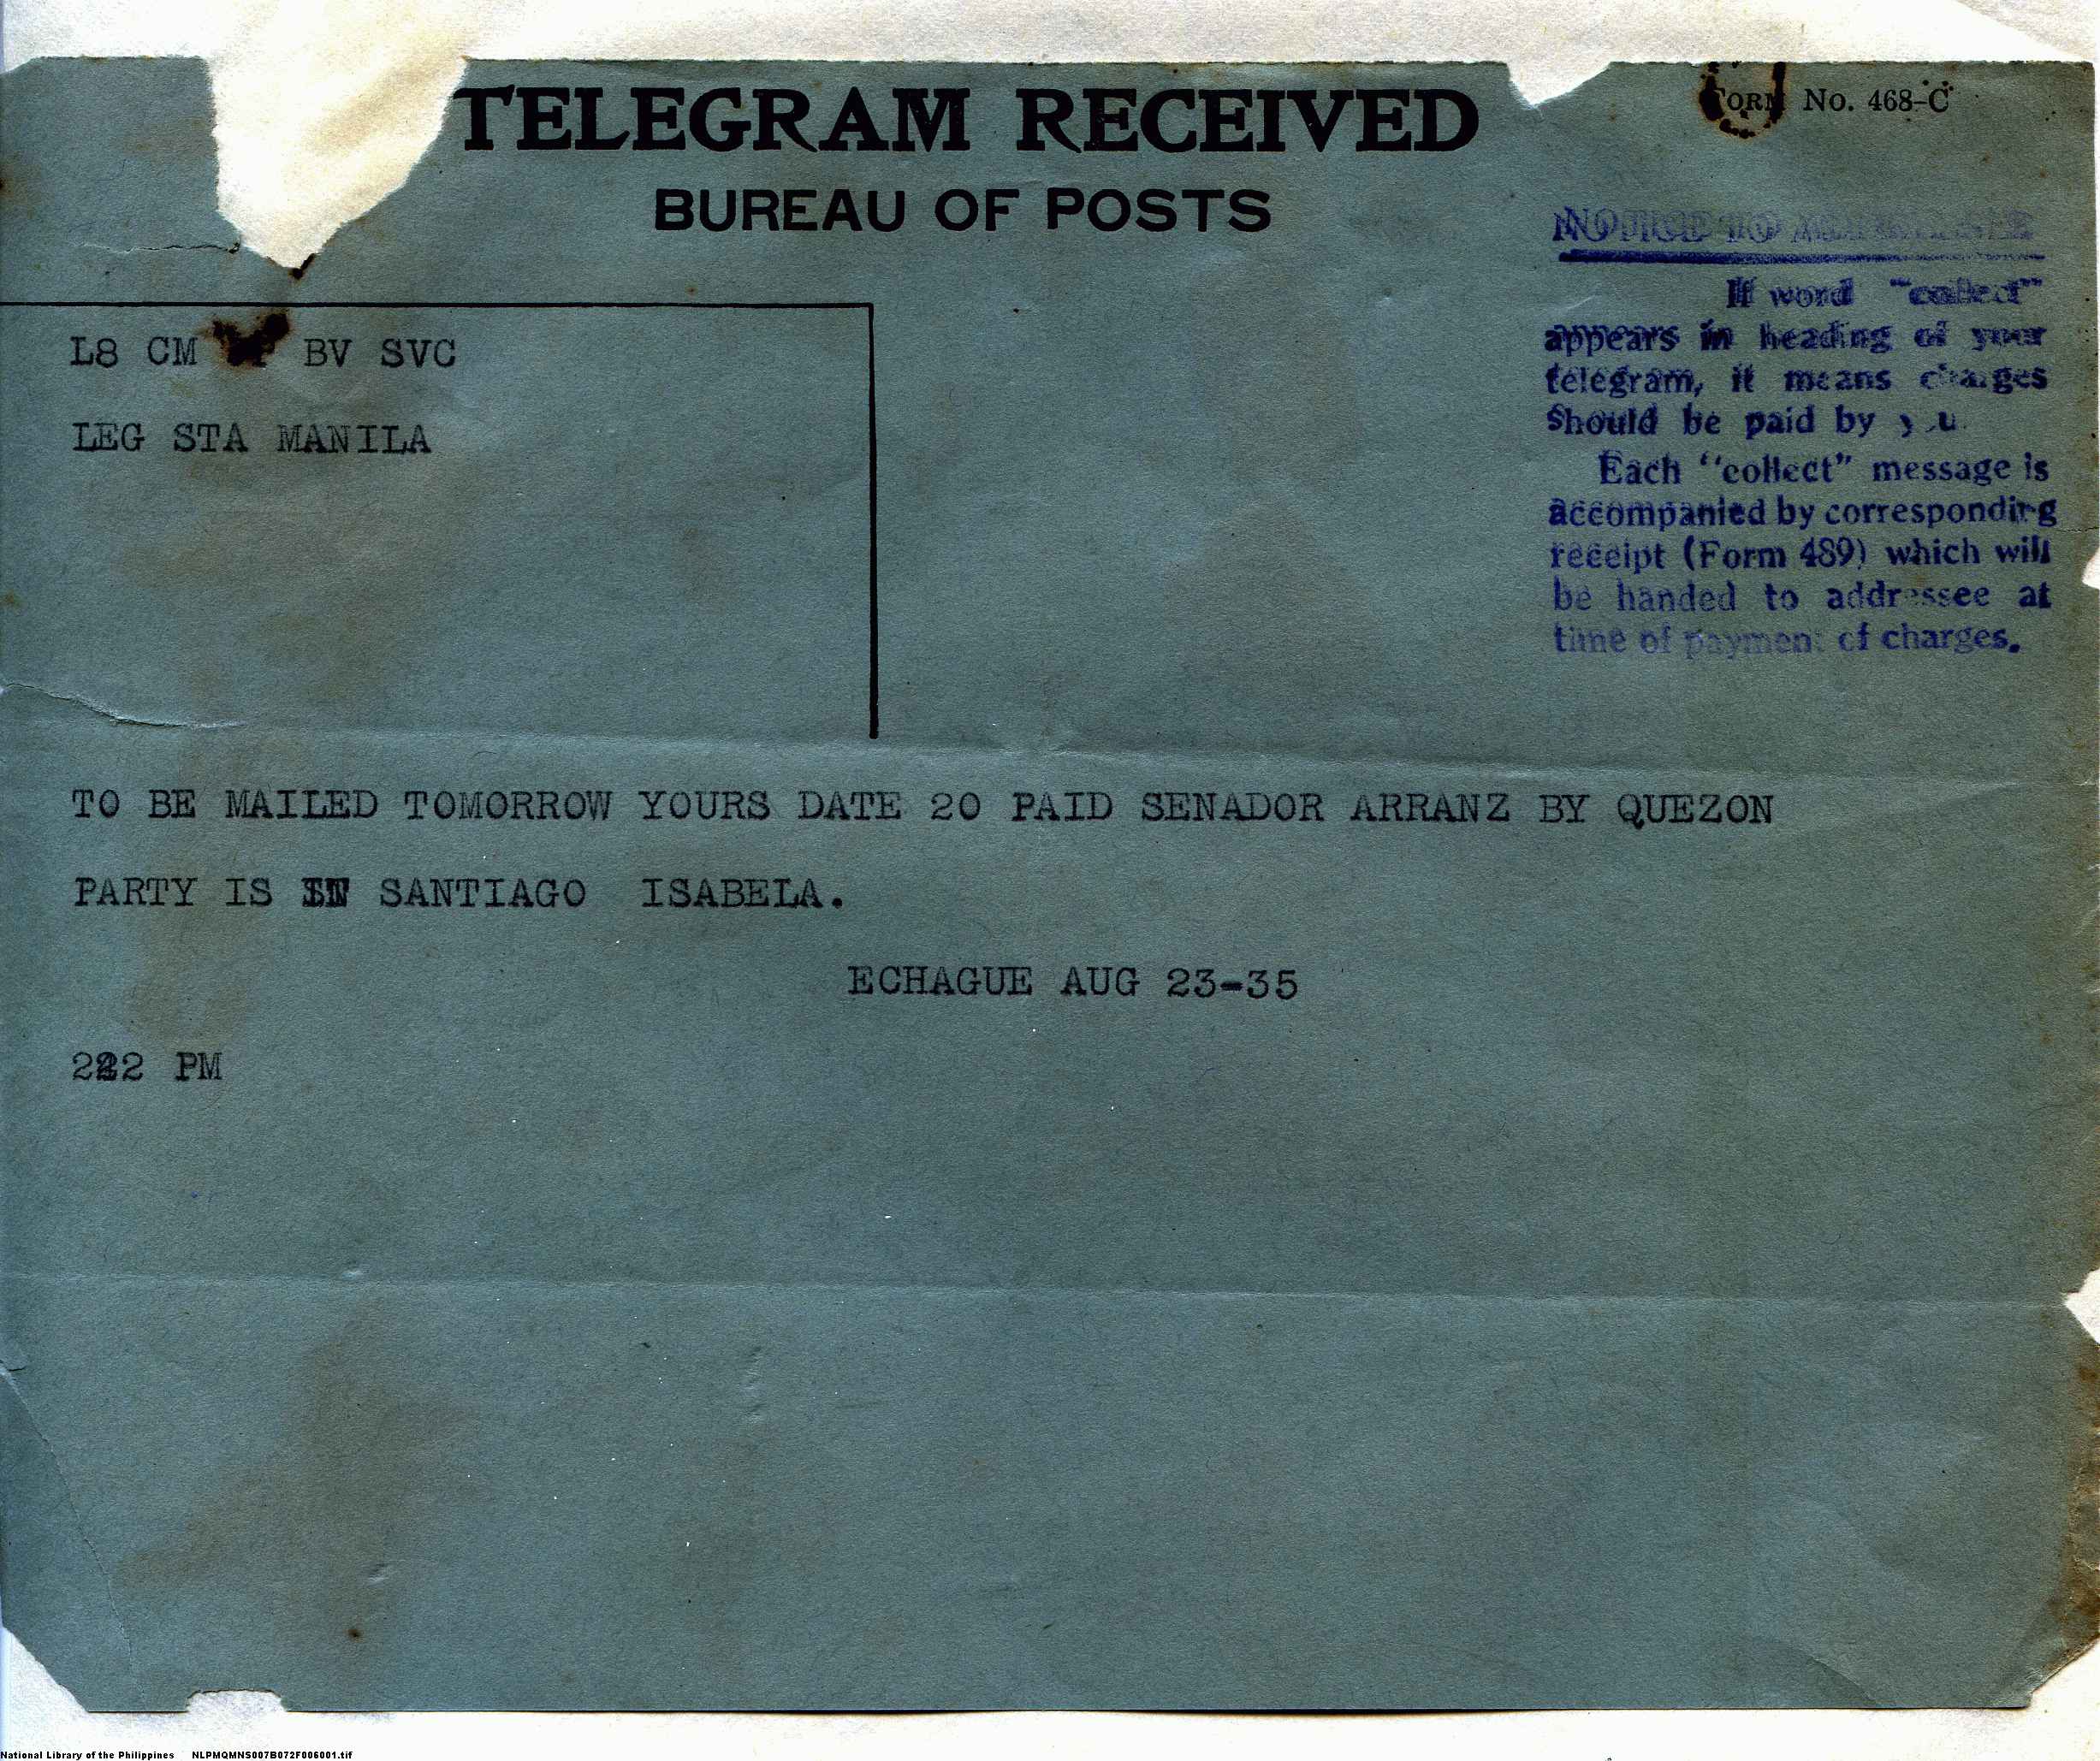 TELEGRAM RECEIVED
FORM No. 468-C
BUREAU OF POSTS
NOTICE TO
If word "collect"
appears in heading of your
telegram, it means charges
should be paid by you.
Each "collect" message is
accompanied by corresponding
receipt (Form 489) which will
be handed to addressee at
time of payment of charges.
L8 CM BV SVC
LEG STA MANILA
TO BE MAILED TOMORROW YOURS DATE 20 PAID SENADOR ARRANZ BY QUEZON
PARTY IS IN SANTIAGO ISABELA.
ECHAGUE AUG 23-35
222 PM
National Library of the Philippines NLPMQMNS007B072F006001.tif